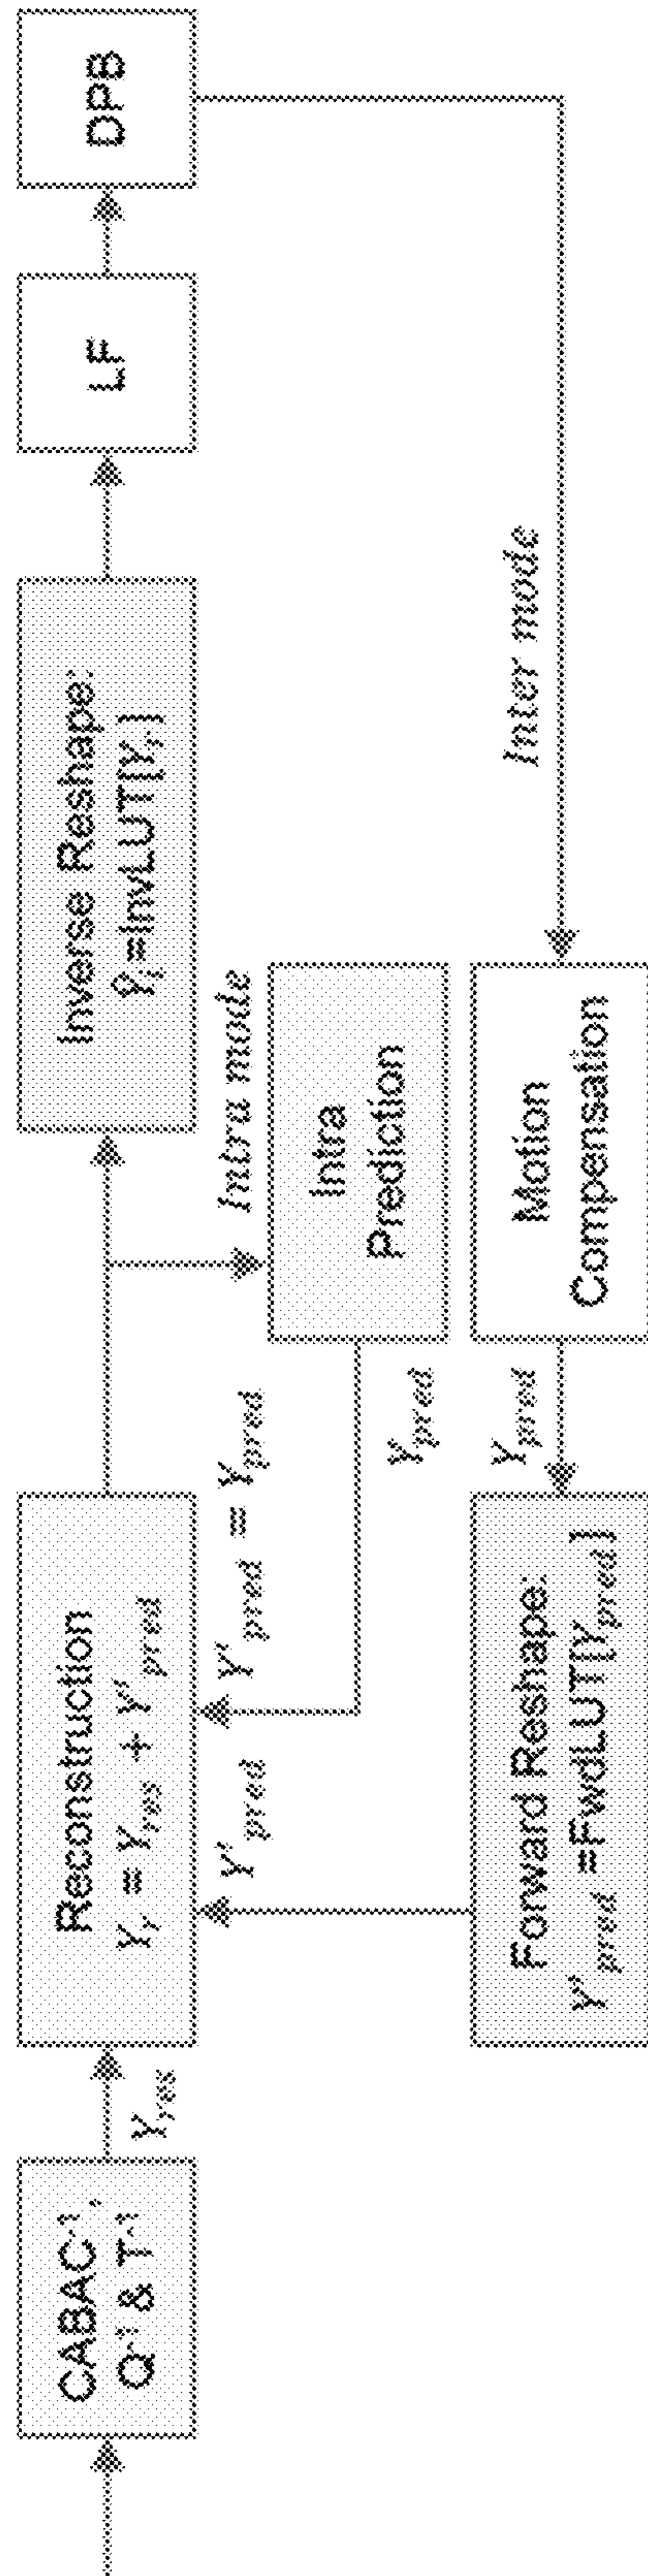 CABAC⁻¹,
Q⁻¹ & T⁻¹
Yᵣₑₛ
Reconstruction
Yᵣ = Yᵣₑₛ + Y'pred
Y'pred
Y'pred = Ypred
Intra mode
Inverse Reshape:
Ŷᵢ=InvLUT[Yᵣ]
LF
DPB
Intra
Prediction
Ypred
Forward Reshape:
Y'pred =FwdLUT[Ypred]
Ypred
Motion
Compensation
Inter mode